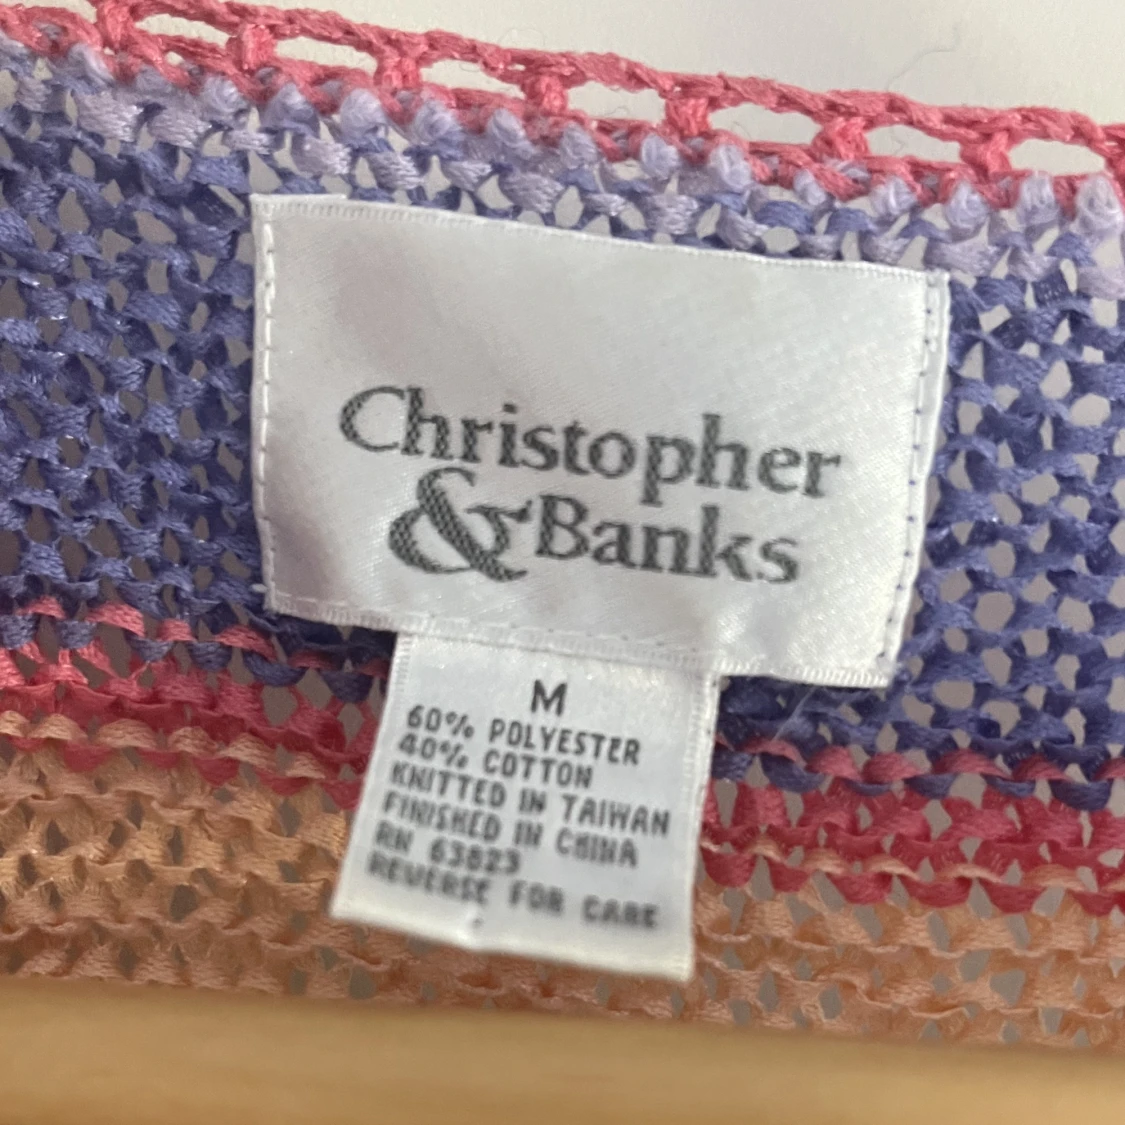 Christopher
& Banks
M
60% POLYESTER
40% COTTON
KNITTED IN TAIWAN
FINISHED IN CHINA
RN 63823
REVERSE FOR CARE